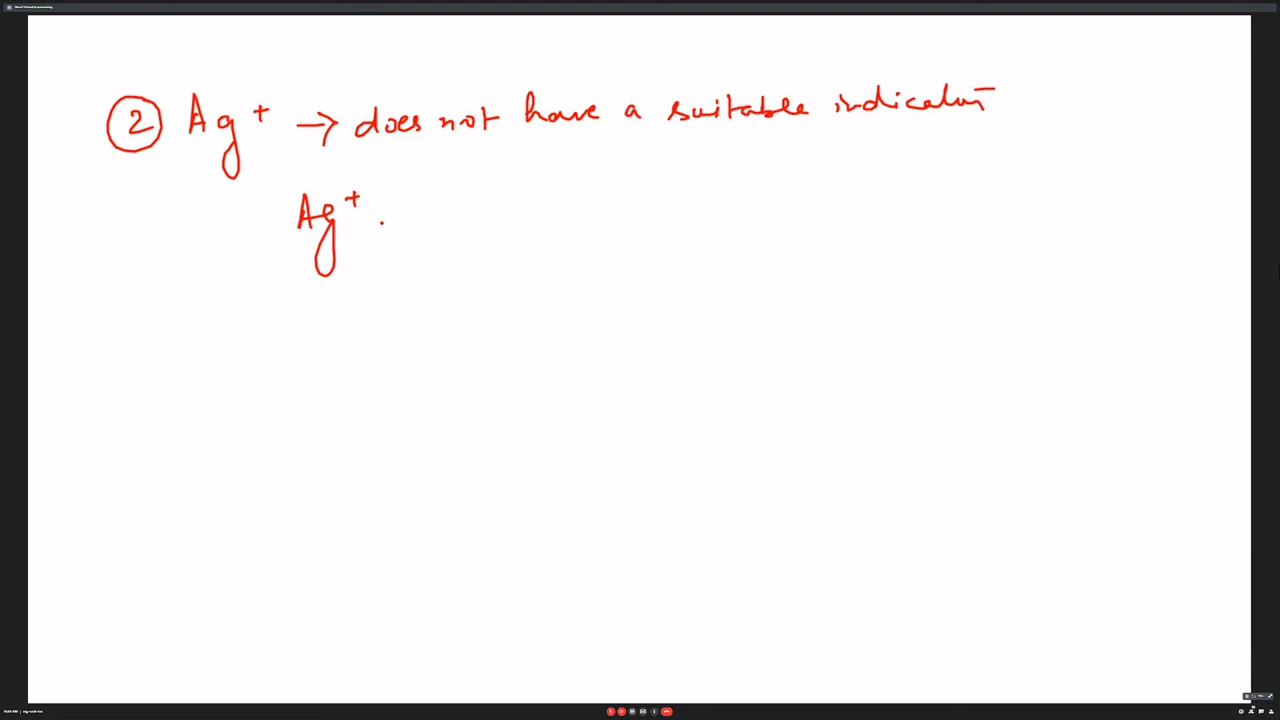 ② Ag⁺ → does not have a suitable indicator
Ag⁺ .